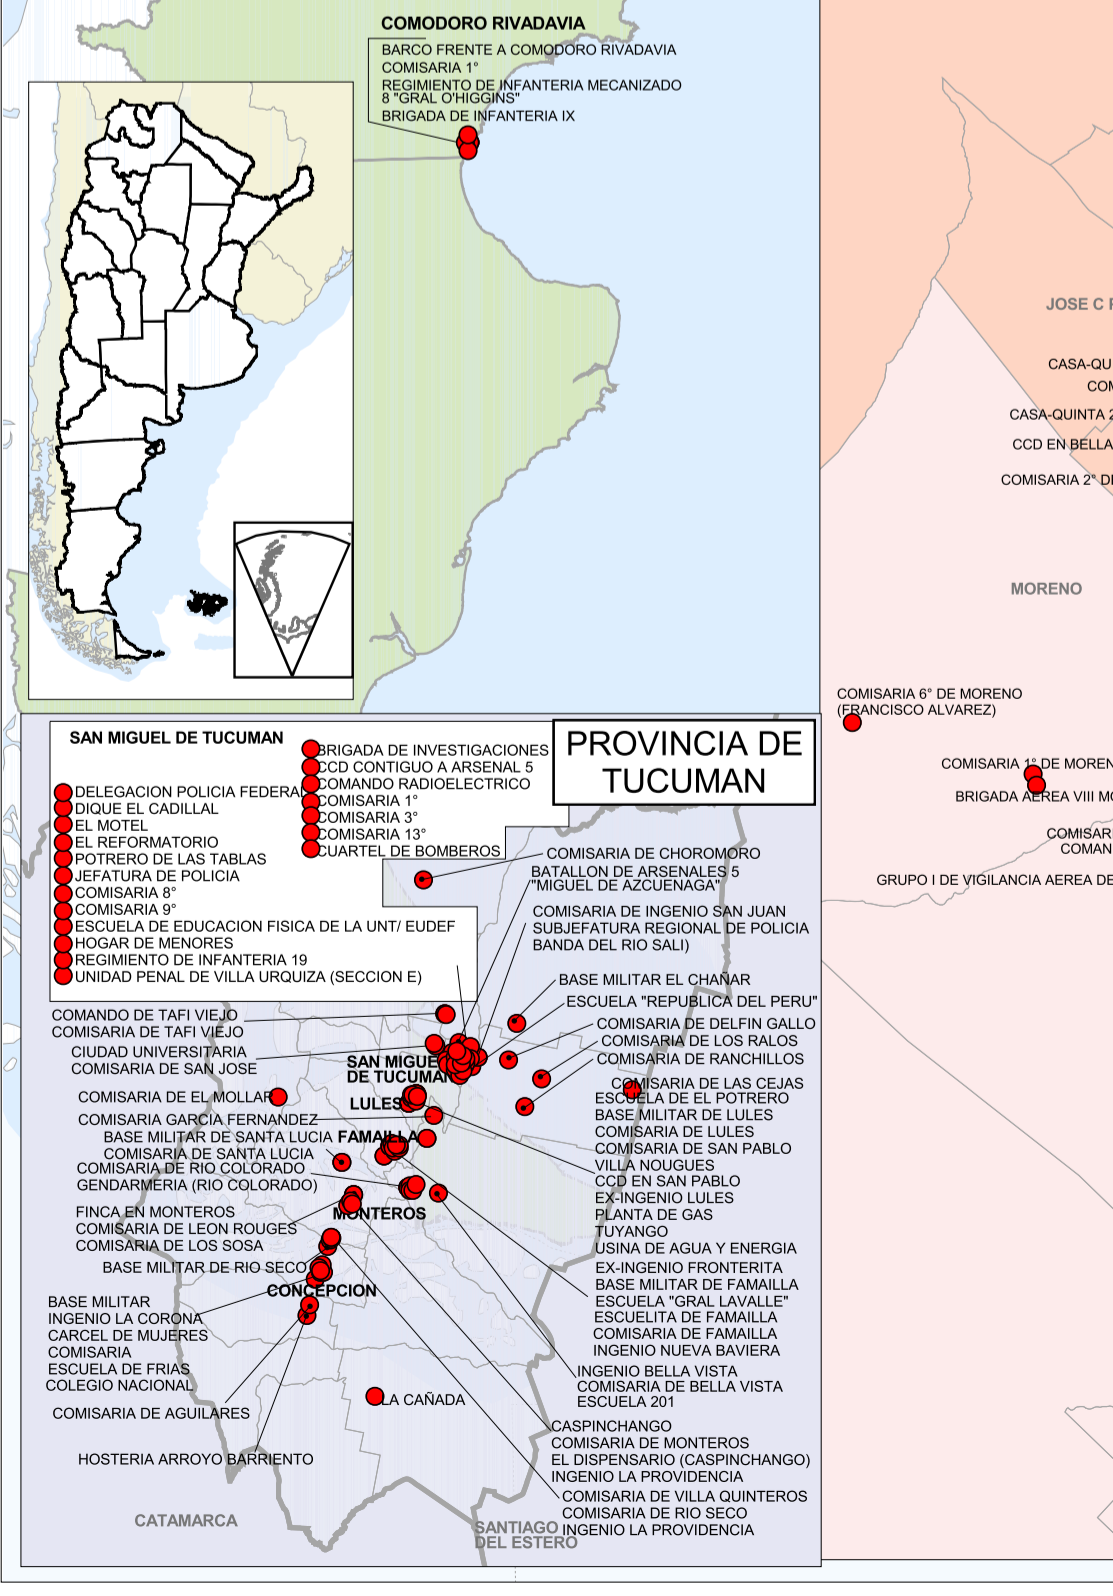 COMODORO RIVADAVIA
BARCO FRENTE A COMODORO RIVADAVIA
COMISARIA 1°
REGIMIENTO DE INFANTERIA MECANIZADO
8 "GRAL O'HIGGINS"
BRIGADA DE INFANTERIA IX
JOSE C P
CASA-QU
COM
CASA-QUINTA 2
CCD EN BELLA
COMISARIA 2° DE
MORENO
COMISARIA 6° DE MORENO
(FRANCISCO ALVAREZ)
COMISARIA 1° DE MOREN
BRIGADA AEREA VIII MO
COMISARI
COMAN
GRUPO I DE VIGILANCIA AEREA DE
PROVINCIA DE
TUCUMAN
SAN MIGUEL DE TUCUMAN
DELEGACION POLICIA FEDERAL
DIQUE EL CADILLAL
EL MOTEL
EL REFORMATORIO
POTRERO DE LAS TABLAS
JEFATURA DE POLICIA
COMISARIA 8°
COMISARIA 9°
ESCUELA DE EDUCACION FISICA DE LA UNT/ EUDEF
HOGAR DE MENORES
REGIMIENTO DE INFANTERIA 19
UNIDAD PENAL DE VILLA URQUIZA (SECCION E)
BRIGADA DE INVESTIGACIONES
CCD CONTIGUO A ARSENAL 5
COMANDO RADIOELECTRICO
COMISARIA 1°
COMISARIA 3°
COMISARIA 13°
CUARTEL DE BOMBEROS
COMISARIA DE CHOROMORO
BATALLON DE ARSENALES 5
"MIGUEL DE AZCUENAGA"
COMISARIA DE INGENIO SAN JUAN
SUBJEFATURA REGIONAL DE POLICIA
BANDA DEL RIO SALI)
BASE MILITAR EL CHAÑAR
ESCUELA "REPUBLICA DEL PERU"
COMISARIA DE DELFIN GALLO
COMISARIA DE LOS RALOS
COMISARIA DE RANCHILLOS
COMISARIA DE LAS CEJAS
ESCUELA DE EL POTRERO
BASE MILITAR DE LULES
COMISARIA DE LULES
COMISARIA DE SAN PABLO
VILLA NOUGUES
CCD EN SAN PABLO
EX-INGENIO LULES
PLANTA DE GAS
TUYANGO
USINA DE AGUA Y ENERGIA
EX-INGENIO FRONTERITA
BASE MILITAR DE FAMAILLA
ESCUELA "GRAL LAVALLE"
ESCUELITA DE FAMAILLA
COMISARIA DE FAMAILLA
INGENIO NUEVA BAVIERA
INGENIO BELLA VISTA
COMISARIA DE BELLA VISTA
ESCUELA 201
CASPINCHANGO
COMISARIA DE MONTEROS
EL DISPENSARIO (CASPINCHANGO)
INGENIO LA PROVIDENCIA
COMISARIA DE VILLA QUINTEROS
COMISARIA DE RIO SECO
INGENIO LA PROVIDENCIA
COMANDO DE TAFI VIEJO
COMISARIA DE TAFI VIEJO
CIUDAD UNIVERSITARIA
COMISARIA DE SAN JOSE
SAN MIGUE
DE TUCUMAN
COMISARIA DE EL MOLLAR
LULES
COMISARIA GARCIA FERNANDEZ
BASE MILITAR DE SANTA LUCIA
FAMAILLA
COMISARIA DE SANTA LUCIA
COMISARIA DE RIO COLORADO
GENDARMERIA (RIO COLORADO)
FINCA EN MONTEROS
MONTEROS
COMISARIA DE LEON ROUGES
COMISARIA DE LOS SOSA
BASE MILITAR DE RIO SECO
CONCEPCION
BASE MILITAR
INGENIO LA CORONA
CARCEL DE MUJERES
COMISARIA
ESCUELA DE FRIAS
COLEGIO NACIONAL
COMISARIA DE AGUILARES
LA CAÑADA
HOSTERIA ARROYO BARRIENTO
CATAMARCA
SANTIAGO
DEL ESTERO